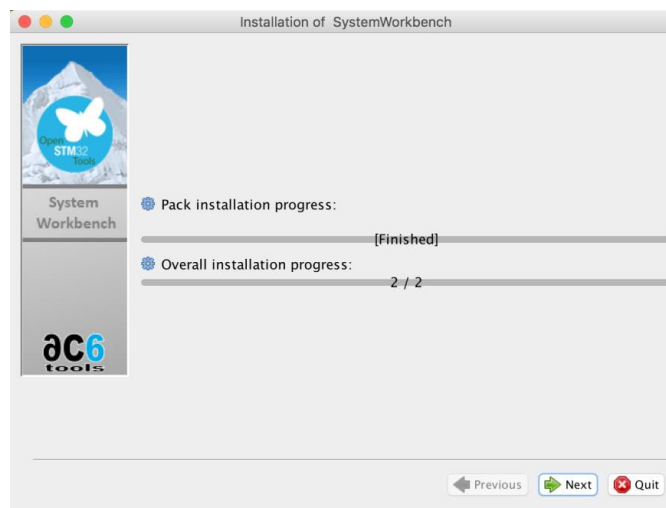 Installation of SystemWorkbench
Open
STM32
Tools
System
Workbench
Pack installation progress:
[Finished]
Overall installation progress:
2 / 2
ac6
tools
Previous
Next
Quit